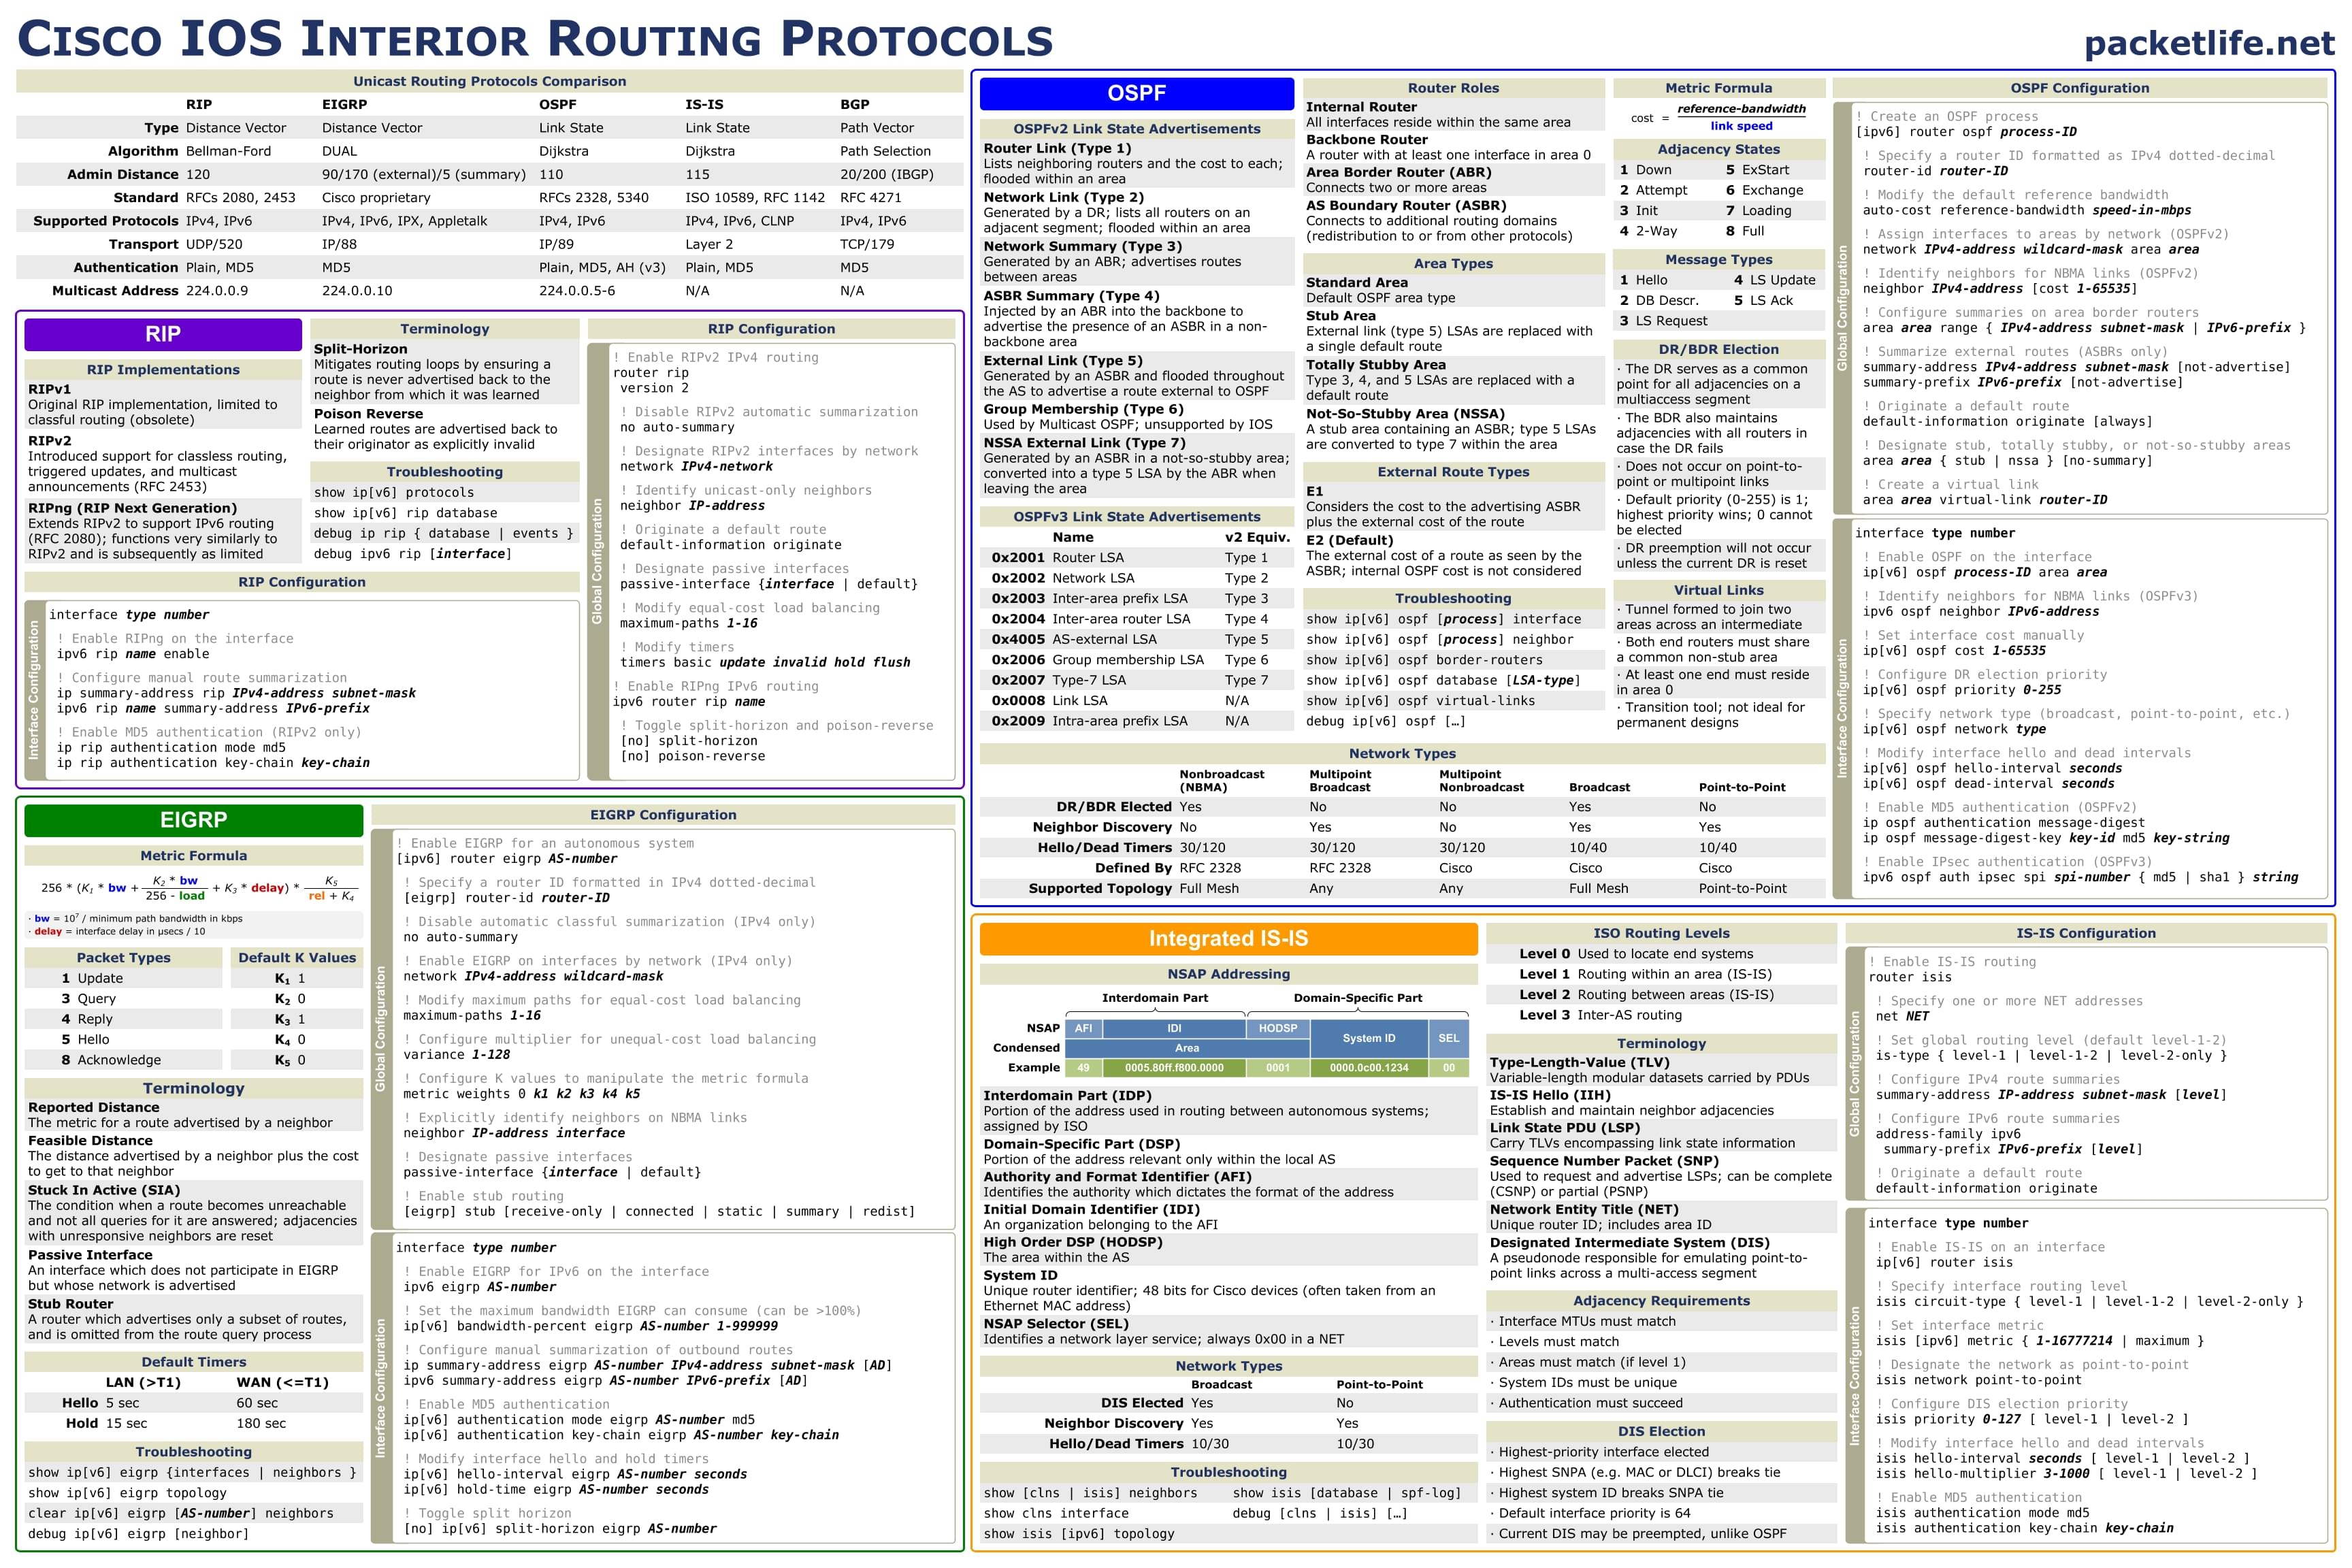 CISCO IOS INTERIOR ROUTING PROTOCOLS
packetlife.net
Unicast Routing Protocols Comparison
RIP EIGRP OSPF IS-IS BGP
Type Distance Vector Distance Vector Link State Link State Path Vector
Algorithm Bellman-Ford DUAL Dijkstra Dijkstra Path Selection
Admin Distance 120 90/170 (external)/5 (summary) 110 115 20/200 (IBGP)
Standard RFCs 2080, 2453 Cisco proprietary RFCs 2328, 5340 ISO 10589, RFC 1142 RFC 4271
Supported Protocols IPv4, IPv6 IPv4, IPv6, IPX, Appletalk IPv4, IPv6 IPv4, IPv6, CLNP IPv4, IPv6
Transport UDP/520 IP/88 IP/89 Layer 2 TCP/179
Authentication Plain, MD5 MD5 Plain, MD5, AH (v3) Plain, MD5 MD5
Multicast Address 224.0.0.9 224.0.0.10 224.0.0.5-6 N/A N/A
RIP
RIP Implementations
RIPv1
Original RIP implementation, limited to
classful routing (obsolete)
RIPv2
Introduced support for classless routing,
triggered updates, and multicast
announcements (RFC 2453)
RIPng (RIP Next Generation)
Extends RIPv2 to support IPv6 routing
(RFC 2080); functions very similarly to
RIPv2 and is subsequently as limited
Terminology
Split-Horizon
Mitigates routing loops by ensuring a
route is never advertised back to the
neighbor from which it was learned
Poison Reverse
Learned routes are advertised back to
their originator as explicitly invalid
Troubleshooting
show ip[v6] protocols
show ip[v6] rip database
debug ip rip { database | events }
debug ipv6 rip [interface]
RIP Configuration
Interface Configuration
interface type number
! Enable RIPng on the interface
ipv6 rip name enable
! Configure manual route summarization
ip summary-address rip IPv4-address subnet-mask
ipv6 rip name summary-address IPv6-prefix
! Enable MD5 authentication (RIPv2 only)
ip rip authentication mode md5
ip rip authentication key-chain key-chain
RIP Configuration
Global Configuration
! Enable RIPv2 IPv4 routing
router rip
version 2
! Disable RIPv2 automatic summarization
no auto-summary
! Designate RIPv2 interfaces by network
network IPv4-network
! Identify unicast-only neighbors
neighbor IP-address
! Originate a default route
default-information originate
! Designate passive interfaces
passive-interface {interface | default}
! Modify equal-cost load balancing
maximum-paths 1-16
! Modify timers
timers basic update invalid hold flush
! Enable RIPng IPv6 routing
ipv6 router rip name
! Toggle split-horizon and poison-reverse
[no] split-horizon
[no] poison-reverse
EIGRP
Metric Formula
256 * (K1 * bw + K2 * bw / 256 - load + K3 * delay) * K5 / rel + K4
· bw = 10^7 / minimum path bandwidth in kbps
· delay = interface delay in µsecs / 10
Packet Types
1 Update
3 Query
4 Reply
5 Hello
8 Acknowledge
Default K Values
K1 1
K2 0
K3 1
K4 0
K5 0
Terminology
Reported Distance
The metric for a route advertised by a neighbor
Feasible Distance
The distance advertised by a neighbor plus the cost
to get to that neighbor
Stuck In Active (SIA)
The condition when a route becomes unreachable
and not all queries for it are answered; adjacencies
with unresponsive neighbors are reset
Passive Interface
An interface which does not participate in EIGRP
but whose network is advertised
Stub Router
A router which advertises only a subset of routes,
and is omitted from the route query process
Default Timers
LAN (>T1) WAN (<=T1)
Hello 5 sec 60 sec
Hold 15 sec 180 sec
Troubleshooting
show ip[v6] eigrp {interfaces | neighbors }
show ip[v6] eigrp topology
clear ip[v6] eigrp [AS-number] neighbors
debug ip[v6] eigrp [neighbor]
EIGRP Configuration
Global Configuration
! Enable EIGRP for an autonomous system
[ipv6] router eigrp AS-number
! Specify a router ID formatted in IPv4 dotted-decimal
[eigrp] router-id router-ID
! Disable automatic classful summarization (IPv4 only)
no auto-summary
! Enable EIGRP on interfaces by network (IPv4 only)
network IPv4-address wildcard-mask
! Modify maximum paths for equal-cost load balancing
maximum-paths 1-16
! Configure multiplier for unequal-cost load balancing
variance 1-128
! Configure K values to manipulate the metric formula
metric weights 0 k1 k2 k3 k4 k5
! Explicitly identify neighbors on NBMA links
neighbor IP-address interface
! Designate passive interfaces
passive-interface {interface | default}
! Enable stub routing
[eigrp] stub [receive-only | connected | static | summary | redist]
Interface Configuration
interface type number
! Enable EIGRP for IPv6 on the interface
ipv6 eigrp AS-number
! Set the maximum bandwidth EIGRP can consume (can be >100%)
ip[v6] bandwidth-percent eigrp AS-number 1-999999
! Configure manual summarization of outbound routes
ip summary-address eigrp AS-number IPv4-address subnet-mask [AD]
ipv6 summary-address eigrp AS-number IPv6-prefix [AD]
! Enable MD5 authentication
ip[v6] authentication mode eigrp AS-number md5
ip[v6] authentication key-chain eigrp AS-number key-chain
! Modify interface hello and hold timers
ip[v6] hello-interval eigrp AS-number seconds
ip[v6] hold-time eigrp AS-number seconds
! Toggle split horizon
[no] ip[v6] split-horizon eigrp AS-number
OSPF
OSPFv2 Link State Advertisements
Router Link (Type 1)
Lists neighboring routers and the cost to each;
flooded within an area
Network Link (Type 2)
Generated by a DR; lists all routers on an
adjacent segment; flooded within an area
Network Summary (Type 3)
Generated by an ABR; advertises routes
between areas
ASBR Summary (Type 4)
Injected by an ABR into the backbone to
advertise the presence of an ASBR in a non-
backbone area
External Link (Type 5)
Generated by an ASBR and flooded throughout
the AS to advertise a route external to OSPF
Group Membership (Type 6)
Used by Multicast OSPF; unsupported by IOS
NSSA External Link (Type 7)
Generated by an ASBR in a not-so-stubby area;
converted into a type 5 LSA by the ABR when
leaving the area
OSPFv3 Link State Advertisements
Name v2 Equiv.
0x2001 Router LSA Type 1
0x2002 Network LSA Type 2
0x2003 Inter-area prefix LSA Type 3
0x2004 Inter-area router LSA Type 4
0x4005 AS-external LSA Type 5
0x2006 Group membership LSA Type 6
0x2007 Type-7 LSA Type 7
0x0008 Link LSA N/A
0x2009 Intra-area prefix LSA N/A
Router Roles
Internal Router
All interfaces reside within the same area
Backbone Router
A router with at least one interface in area 0
Area Border Router (ABR)
Connects two or more areas
AS Boundary Router (ASBR)
Connects to additional routing domains
(redistribution to or from other protocols)
Area Types
Standard Area
Default OSPF area type
Stub Area
External link (type 5) LSAs are replaced with
a single default route
Totally Stubby Area
Type 3, 4, and 5 LSAs are replaced with a
default route
Not-So-Stubby Area (NSSA)
A stub area containing an ASBR; type 5 LSAs
are converted to type 7 within the area
External Route Types
E1
Considers the cost to the advertising ASBR
plus the external cost of the route
E2 (Default)
The external cost of a route as seen by the
ASBR; internal OSPF cost is not considered
Troubleshooting
show ip[v6] ospf [process] interface
show ip[v6] ospf [process] neighbor
show ip[v6] ospf border-routers
show ip[v6] ospf database [LSA-type]
show ip[v6] ospf virtual-links
debug ip[v6] ospf […]
Metric Formula
cost = reference-bandwidth / link speed
Adjacency States
1 Down 5 ExStart
2 Attempt 6 Exchange
3 Init 7 Loading
4 2-Way 8 Full
Message Types
1 Hello 4 LS Update
2 DB Descr. 5 LS Ack
3 LS Request
DR/BDR Election
· The DR serves as a common
point for all adjacencies on a
multiaccess segment
· The BDR also maintains
adjacencies with all routers in
case the DR fails
· Does not occur on point-to-
point or multipoint links
· Default priority (0-255) is 1;
highest priority wins; 0 cannot
be elected
· DR preemption will not occur
unless the current DR is reset
Virtual Links
· Tunnel formed to join two
areas across an intermediate
· Both end routers must share
a common non-stub area
· At least one end must reside
in area 0
· Transition tool; not ideal for
permanent designs
Network Types
Nonbroadcast (NBMA) Multipoint Broadcast Multipoint Nonbroadcast Broadcast Point-to-Point
DR/BDR Elected Yes No No Yes No
Neighbor Discovery No Yes No Yes Yes
Hello/Dead Timers 30/120 30/120 30/120 10/40 10/40
Defined By RFC 2328 RFC 2328 Cisco Cisco Cisco
Supported Topology Full Mesh Any Any Full Mesh Point-to-Point
OSPF Configuration
Global Configuration
! Create an OSPF process
[ipv6] router ospf process-ID
! Specify a router ID formatted as IPv4 dotted-decimal
router-id router-ID
! Modify the default reference bandwidth
auto-cost reference-bandwidth speed-in-mbps
! Assign interfaces to areas by network (OSPFv2)
network IPv4-address wildcard-mask area area
! Identify neighbors for NBMA links (OSPFv2)
neighbor IPv4-address [cost 1-65535]
! Configure summaries on area border routers
area area range { IPv4-address subnet-mask | IPv6-prefix }
! Summarize external routes (ASBRs only)
summary-address IPv4-address subnet-mask [not-advertise]
summary-prefix IPv6-prefix [not-advertise]
! Originate a default route
default-information originate [always]
! Designate stub, totally stubby, or not-so-stubby areas
area area { stub | nssa } [no-summary]
! Create a virtual link
area area virtual-link router-ID
Interface Configuration
interface type number
! Enable OSPF on the interface
ip[v6] ospf process-ID area area
! Identify neighbors for NBMA links (OSPFv3)
ipv6 ospf neighbor IPv6-address
! Set interface cost manually
ip[v6] ospf cost 1-65535
! Configure DR election priority
ip[v6] ospf priority 0-255
! Specify network type (broadcast, point-to-point, etc.)
ip[v6] ospf network type
! Modify interface hello and dead intervals
ip[v6] ospf hello-interval seconds
ip[v6] ospf dead-interval seconds
! Enable MD5 authentication (OSPFv2)
ip ospf authentication message-digest
ip ospf message-digest-key key-id md5 key-string
! Enable IPsec authentication (OSPFv3)
ipv6 ospf auth ipsec spi spi-number { md5 | sha1 } string
Integrated IS-IS
NSAP Addressing
Interdomain Part Domain-Specific Part
NSAP AFI IDI HODSP System ID SEL
Condensed Area
Example 49 0005.80ff.f800.0000 0001 0000.0c00.1234 00
Interdomain Part (IDP)
Portion of the address used in routing between autonomous systems;
assigned by ISO
Domain-Specific Part (DSP)
Portion of the address relevant only within the local AS
Authority and Format Identifier (AFI)
Identifies the authority which dictates the format of the address
Initial Domain Identifier (IDI)
An organization belonging to the AFI
High Order DSP (HODSP)
The area within the AS
System ID
Unique router identifier; 48 bits for Cisco devices (often taken from an
Ethernet MAC address)
NSAP Selector (SEL)
Identifies a network layer service; always 0x00 in a NET
Network Types
Broadcast Point-to-Point
DIS Elected Yes No
Neighbor Discovery Yes Yes
Hello/Dead Timers 10/30 10/30
Troubleshooting
show [clns | isis] neighbors show isis [database | spf-log]
show clns interface debug [clns | isis] […]
show isis [ipv6] topology
ISO Routing Levels
Level 0 Used to locate end systems
Level 1 Routing within an area (IS-IS)
Level 2 Routing between areas (IS-IS)
Level 3 Inter-AS routing
Terminology
Type-Length-Value (TLV)
Variable-length modular datasets carried by PDUs
IS-IS Hello (IIH)
Establish and maintain neighbor adjacencies
Link State PDU (LSP)
Carry TLVs encompassing link state information
Sequence Number Packet (SNP)
Used to request and advertise LSPs; can be complete
(CSNP) or partial (PSNP)
Network Entity Title (NET)
Unique router ID; includes area ID
Designated Intermediate System (DIS)
A pseudonode responsible for emulating point-to-
point links across a multi-access segment
Adjacency Requirements
· Interface MTUs must match
· Levels must match
· Areas must match (if level 1)
· System IDs must be unique
· Authentication must succeed
DIS Election
· Highest-priority interface elected
· Highest SNPA (e.g. MAC or DLCI) breaks tie
· Highest system ID breaks SNPA tie
· Default interface priority is 64
· Current DIS may be preempted, unlike OSPF
IS-IS Configuration
Global Configuration
! Enable IS-IS routing
router isis
! Specify one or more NET addresses
net NET
! Set global routing level (default level-1-2)
is-type { level-1 | level-1-2 | level-2-only }
! Configure IPv4 route summaries
summary-address IP-address subnet-mask [level]
! Configure IPv6 route summaries
address-family ipv6
summary-prefix IPv6-prefix [level]
! Originate a default route
default-information originate
Interface Configuration
interface type number
! Enable IS-IS on an interface
ip[v6] router isis
! Specify interface routing level
isis circuit-type { level-1 | level-1-2 | level-2-only }
! Set interface metric
isis [ipv6] metric { 1-16777214 | maximum }
! Designate the network as point-to-point
isis network point-to-point
! Configure DIS election priority
isis priority 0-127 [ level-1 | level-2 ]
! Modify interface hello and dead intervals
isis hello-interval seconds [ level-1 | level-2 ]
isis hello-multiplier 3-1000 [ level-1 | level-2 ]
! Enable MD5 authentication
isis authentication mode md5
isis authentication key-chain key-chain